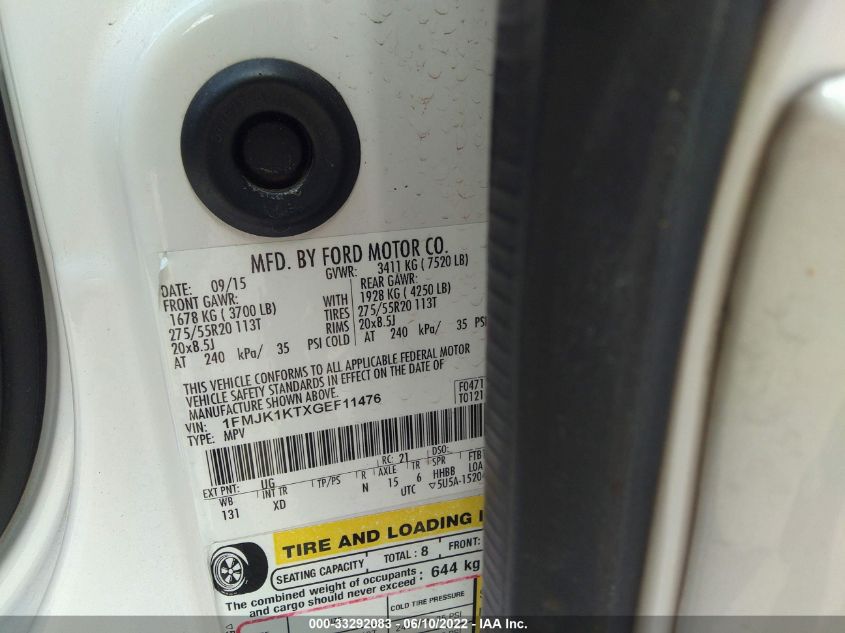 MFD. BY FORD MOTOR CO.
DATE: 09/15 GVWR: 3411 KG ( 7520 LB)
FRONT GAWR: REAR GAWR:
1678 KG ( 3700 LB) WITH 1928 KG ( 4250 LB)
275/55R20 113T TIRES 275/55R20 113T
20x8.5J RIMS 20x8.5J
AT 240 kPa/ 35 PSI COLD AT 240 kPa/ 35 PSI
THIS VEHICLE CONFORMS TO ALL APPLICABLE FEDERAL MOTOR
VEHICLE SAFETY STANDARDS IN EFFECT ON THE DATE OF
MANUFACTURE SHOWN ABOVE.
VIN: 1FMJK1KTXGEF11476 F0471
TYPE: MPV T0121
EXT PNT: UG RC: 21 DSO:
WB INT TR TP/PS R AXLE TR SPR
131 XD N 15 6 HHBB
UTC ▽5U5A-1520
TIRE AND LOADING
SEATING CAPACITY TOTAL : 8 FRONT:
The combined weight of occupants : 644 kg
and cargo should never exceed
COLD TIRE PRESSURE
000-33292083 - 06/10/2022 - IAA Inc.